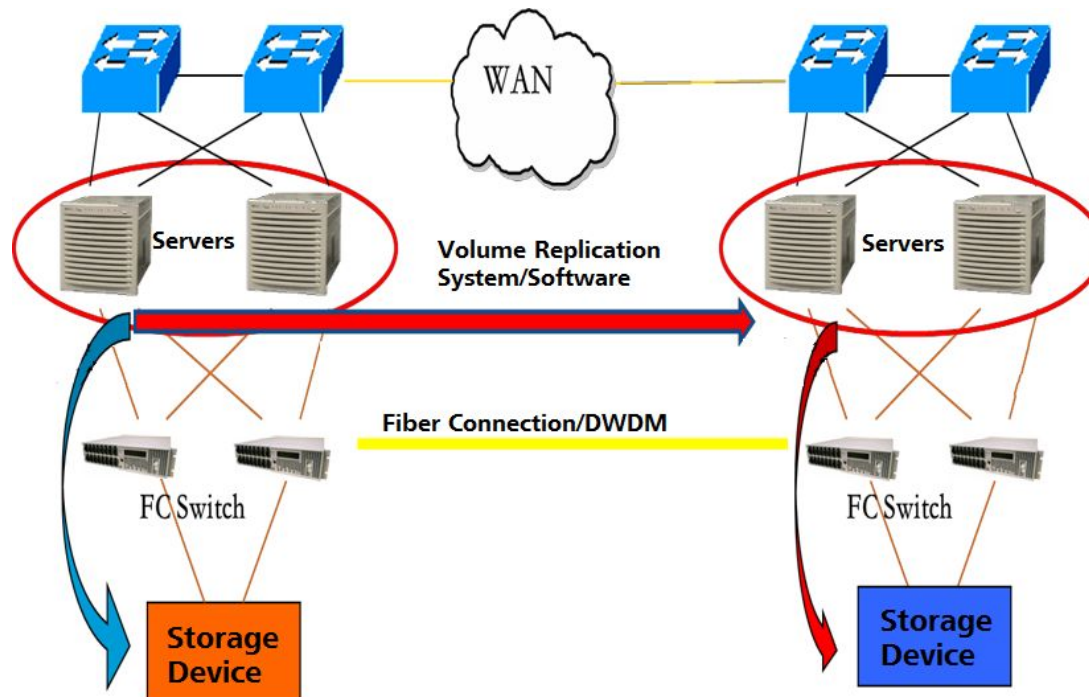 WAN
Servers
Servers
Volume Replication
System/Software
Fiber Connection/DWDM
FC Switch
FC Switch
Storage
Device
Storage
Device